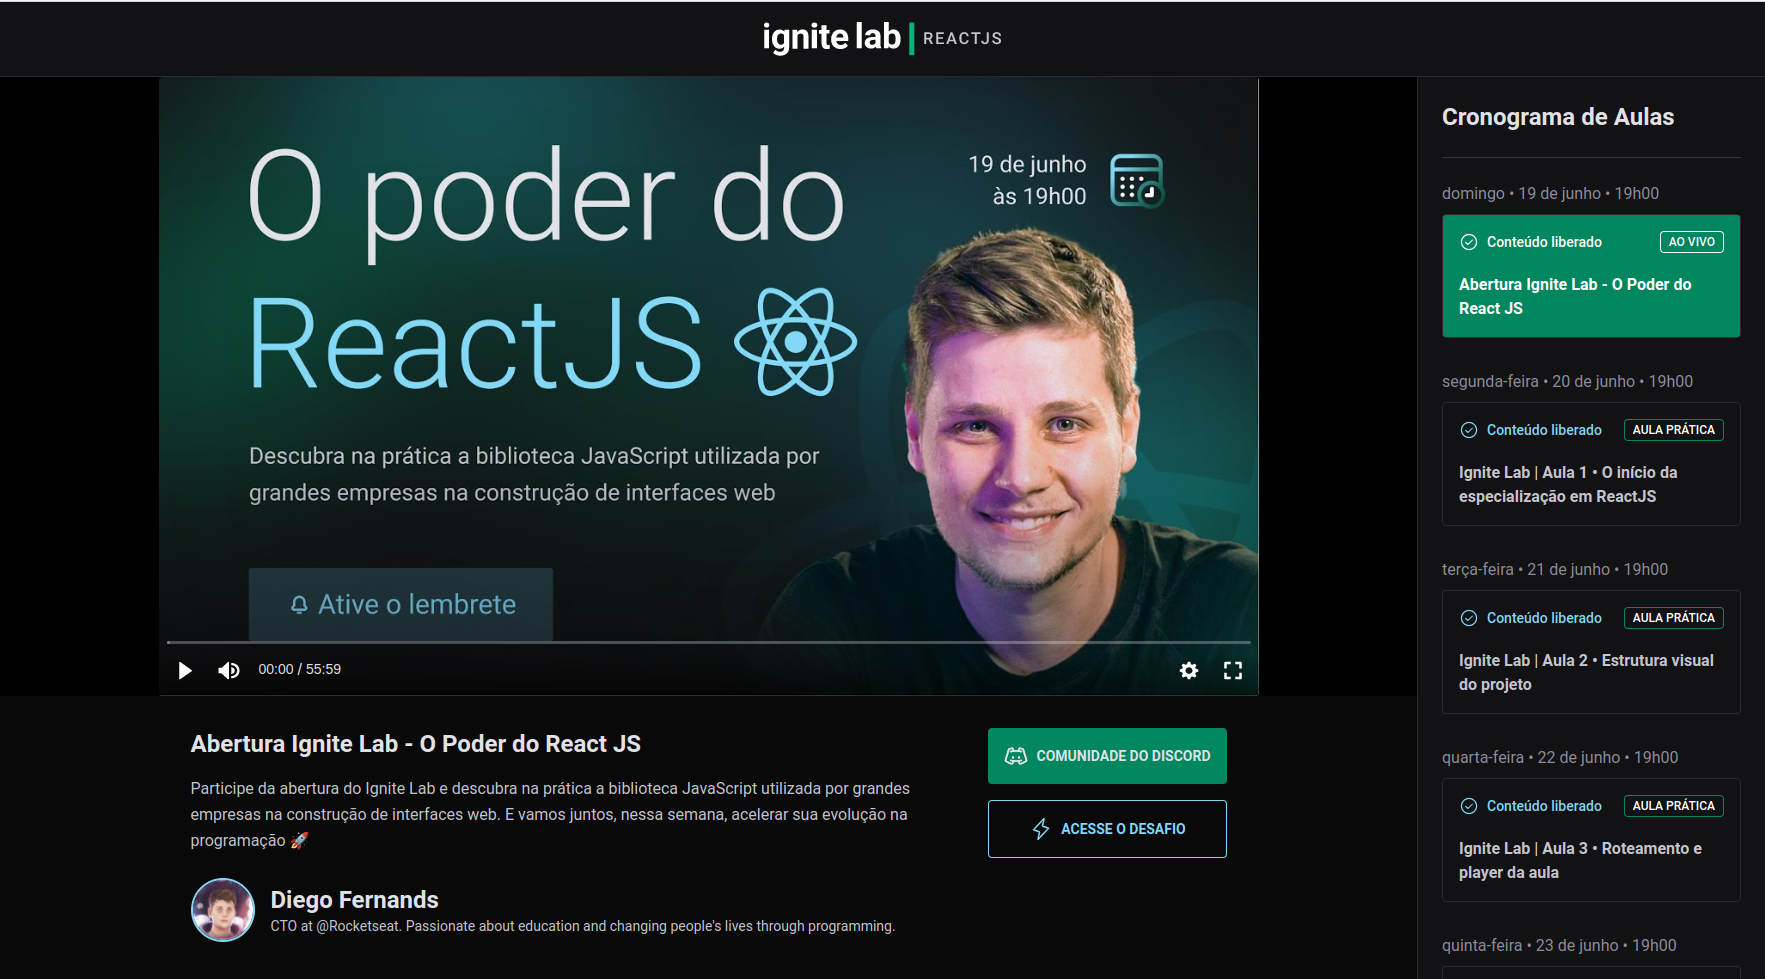 ignite lab | REACTJS
O poder do
ReactJS
19 de junho
às 19h00
Descubra na prática a biblioteca JavaScript utilizada por
grandes empresas na construção de interfaces web
Ative o lembrete
00:00 / 55:59
Abertura Ignite Lab - O Poder do React JS
Participe da abertura do Ignite Lab e descubra na prática a biblioteca JavaScript utilizada por grandes
empresas na construção de interfaces web. E vamos juntos, nessa semana, acelerar sua evolução na
programação 🚀
COMUNIDADE DO DISCORD
ACESSE O DESAFIO
Diego Fernands
CTO at @Rocketseat. Passionate about education and changing people's lives through programming.
Cronograma de Aulas
domingo • 19 de junho • 19h00
Conteúdo liberado
AO VIVO
Abertura Ignite Lab - O Poder do
React JS
segunda-feira • 20 de junho • 19h00
Conteúdo liberado
AULA PRÁTICA
Ignite Lab | Aula 1 • O início da
especialização em ReactJS
terça-feira • 21 de junho • 19h00
Conteúdo liberado
AULA PRÁTICA
Ignite Lab | Aula 2 • Estrutura visual
do projeto
quarta-feira • 22 de junho • 19h00
Conteúdo liberado
AULA PRÁTICA
Ignite Lab | Aula 3 • Roteamento e
player da aula
quinta-feira • 23 de junho • 19h00